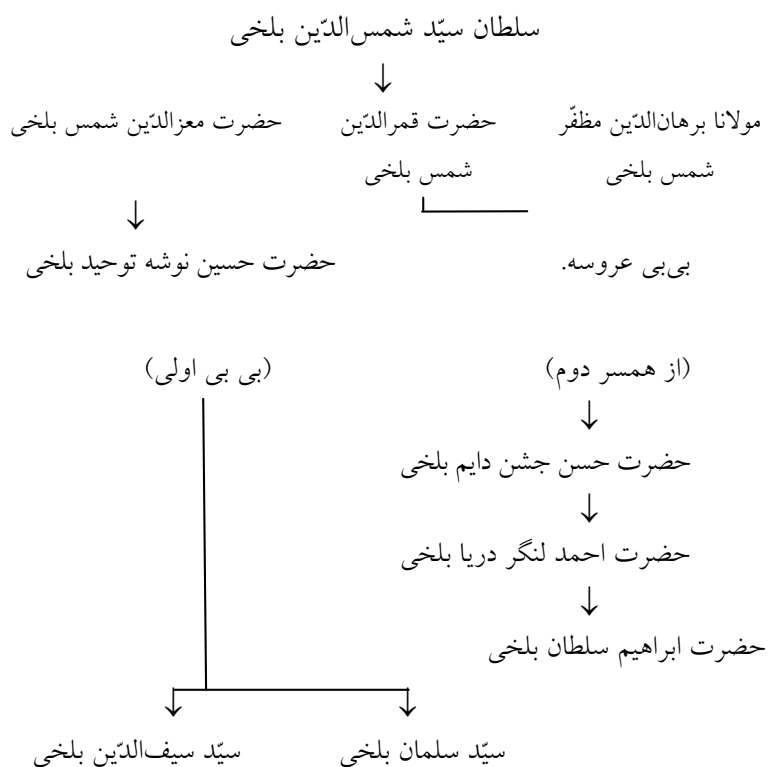 سلطان سیّد شمس‌الدّین بلخی
مولانا برهان‌الدّین مظفّر حضرت قمرالدّین حضرت معزالدّین شمس بلخی
شمس بلخی شمس بلخی
بی‌بی عروسه. حضرت حسین نوشه توحید بلخی
(از همسر دوم) (بی بی اولی)
حضرت حسن جشن دایم بلخی
حضرت احمد لنگر دریا بلخی
حضرت ابراهیم سلطان بلخی
سیّد سلمان بلخی سیّد سیف‌الدّین بلخی